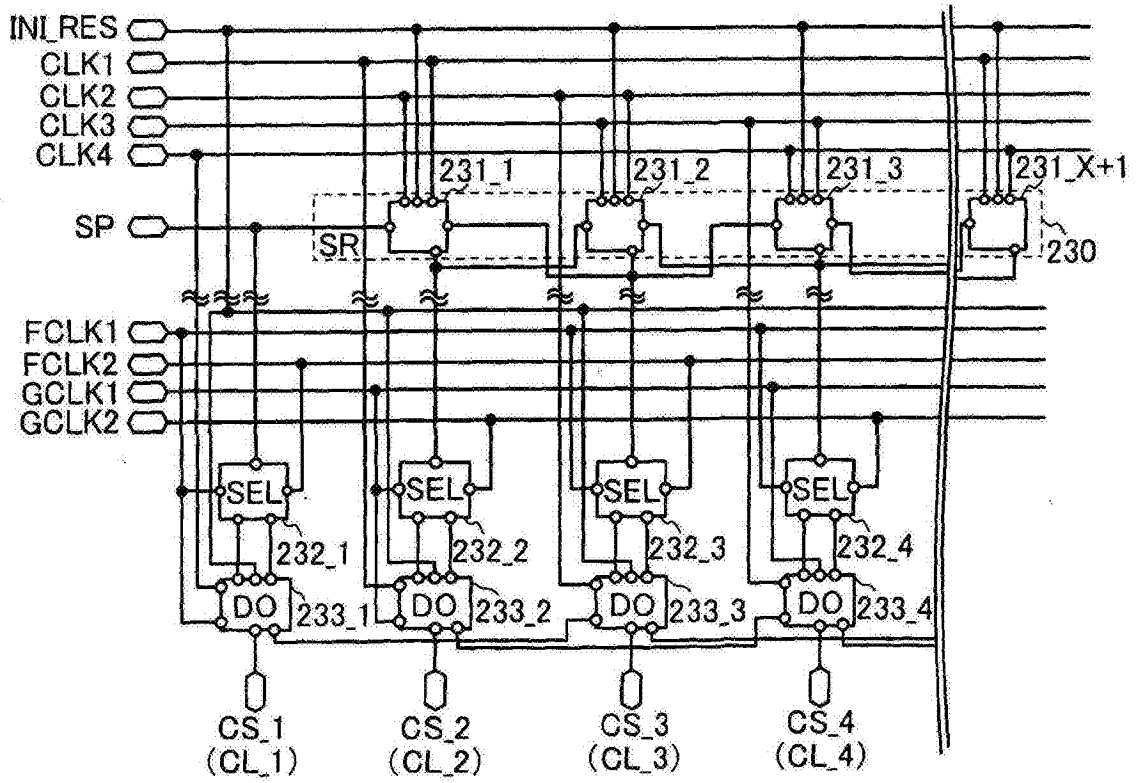 INI_RES
CLK1
CLK2
CLK3
CLK4
231_1
231_2
231_3
231_X+1
SP
SR
230
FCLK1
FCLK2
GCLK1
GCLK2
SEL
SEL
SEL
SEL
232_1
232_2
232_3
232_4
DO
DO
DO
DO
233_1
233_2
233_3
233_4
CS_1
(CL_1)
CS_2
(CL_2)
CS_3
(CL_3)
CS_4
(CL_4)